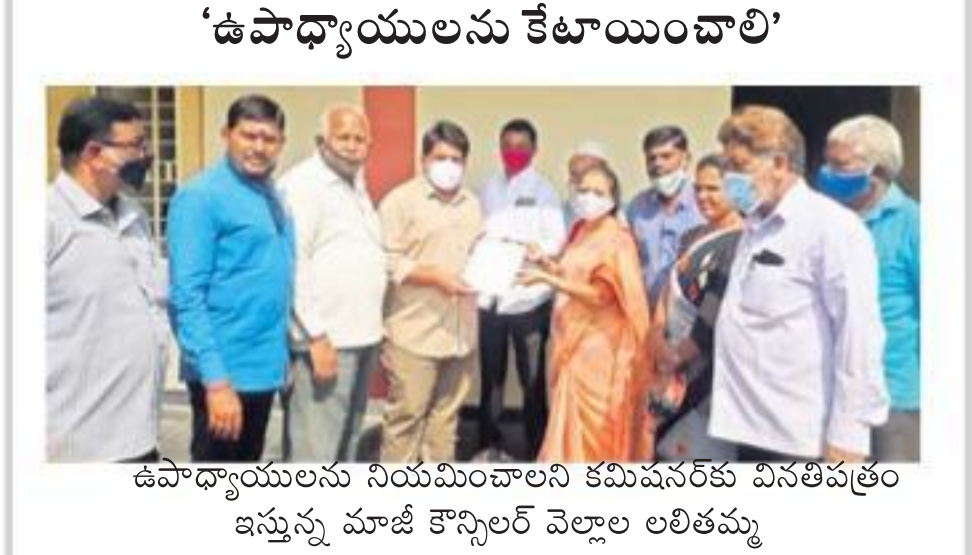 ‘ఉపాధ్యాయులను కేటాయించాలి’
ఉపాధ్యాయులను నియమించాలని కమిషనర్‌కు వినతిపత్రం
ఇస్తున్న మాజీ కౌన్సిలర్ వెల్లాల లలితమ్మ